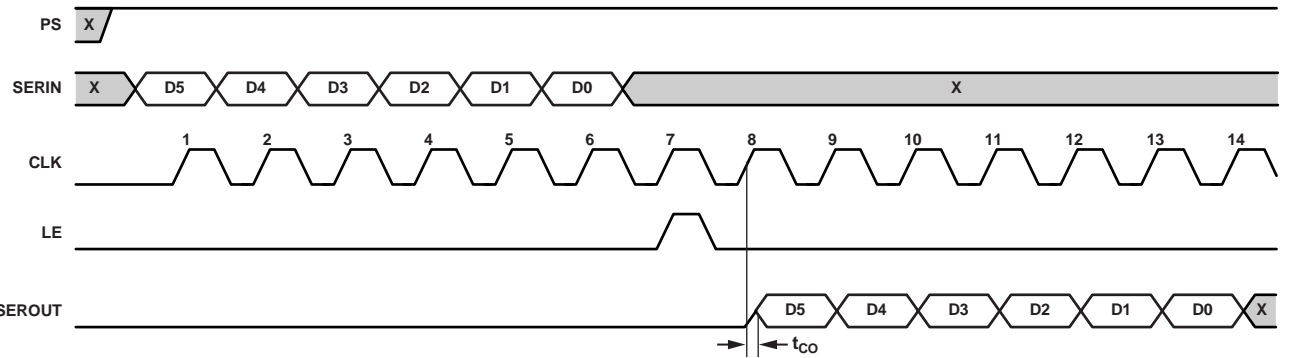 PS X
SERIN X D5 D4 D3 D2 D1 D0 X
1 2 3 4 5 6 7 8 9 10 11 12 13 14
CLK
LE
SEROUT D5 D4 D3 D2 D1 D0 X
tCO